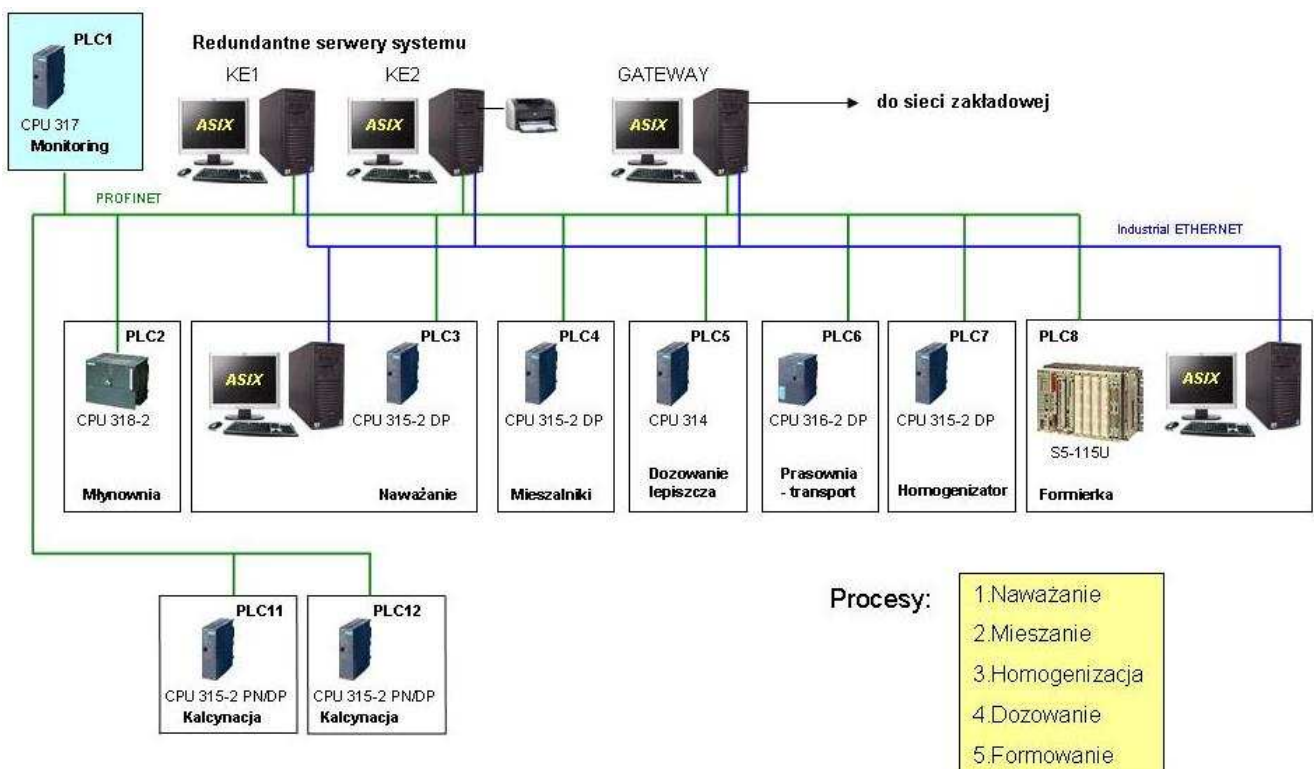 PLC1
CPU 317
Monitoring
Redundantne serwery systemu
KE1
KE2
GATEWAY
ASIX
ASIX
ASIX
do sieci zakładowej
PROFINET
Industrial ETHERNET
PLC2
CPU 318-2
Młynownia
ASIX
PLC3
CPU 315-2 DP
Naważanie
PLC4
CPU 315-2 DP
Mieszalniki
PLC5
CPU 314
Dozowanie
lepiszcza
PLC6
CPU 316-2 DP
Prasownia
- transport
PLC7
CPU 315-2 DP
Homogenizator
PLC8
S5-115U
ASIX
Formierka
PLC11
CPU 315-2 PN/DP
Kalcynacja
PLC12
CPU 315-2 PN/DP
Kalcynacja
Procesy:
1.Naważanie
2.Mieszanie
3.Homogenizacja
4.Dozowanie
5.Formowanie